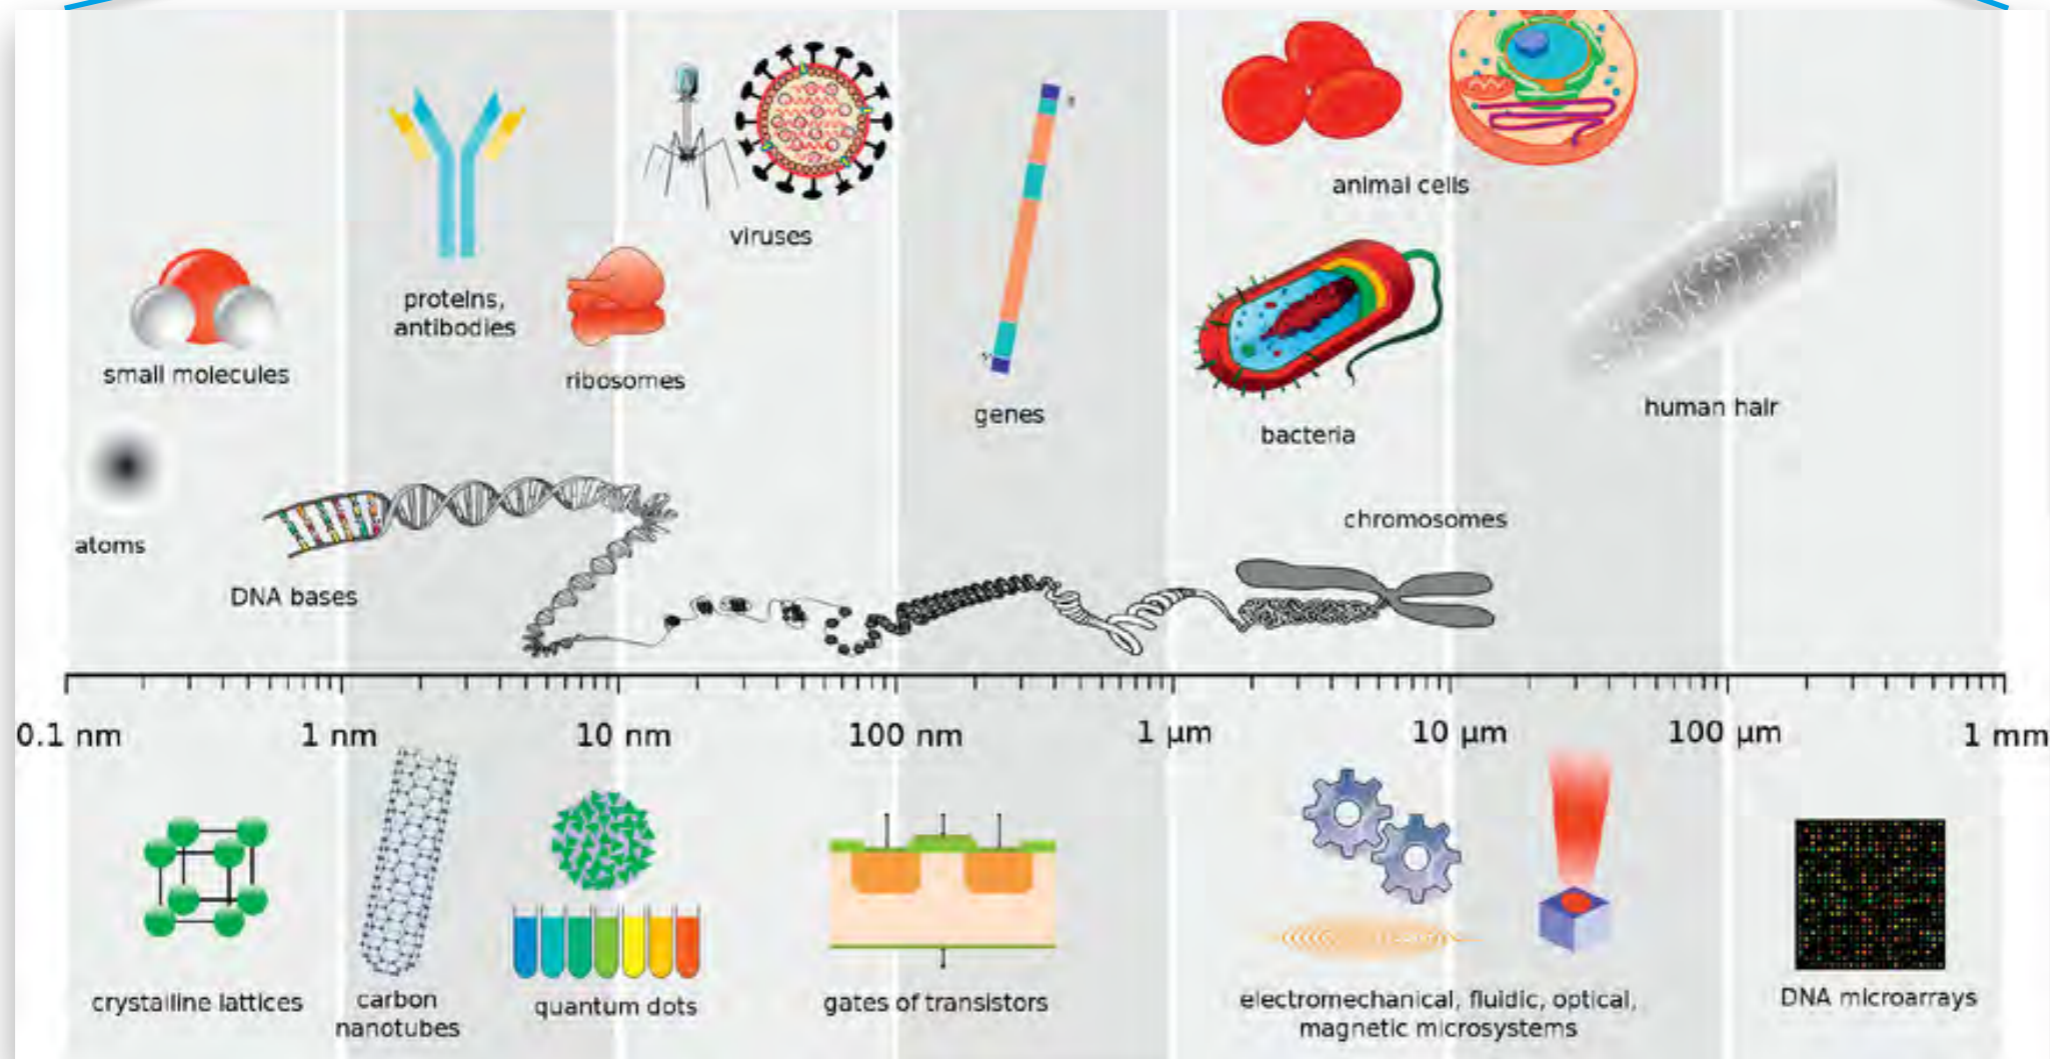 animal cells
viruses
proteins,
antibodies
small molecules
ribosomes
genes
human hair
bacteria
chromosomes
atoms
DNA bases
0.1 nm
1 nm
10 nm
100 nm
1 µm
10 µm
100 µm
1 mm
crystalline lattices
carbon
nanotubes
quantum dots
gates of transistors
electromechanical, fluidic, optical,
magnetic microsystems
DNA microarrays